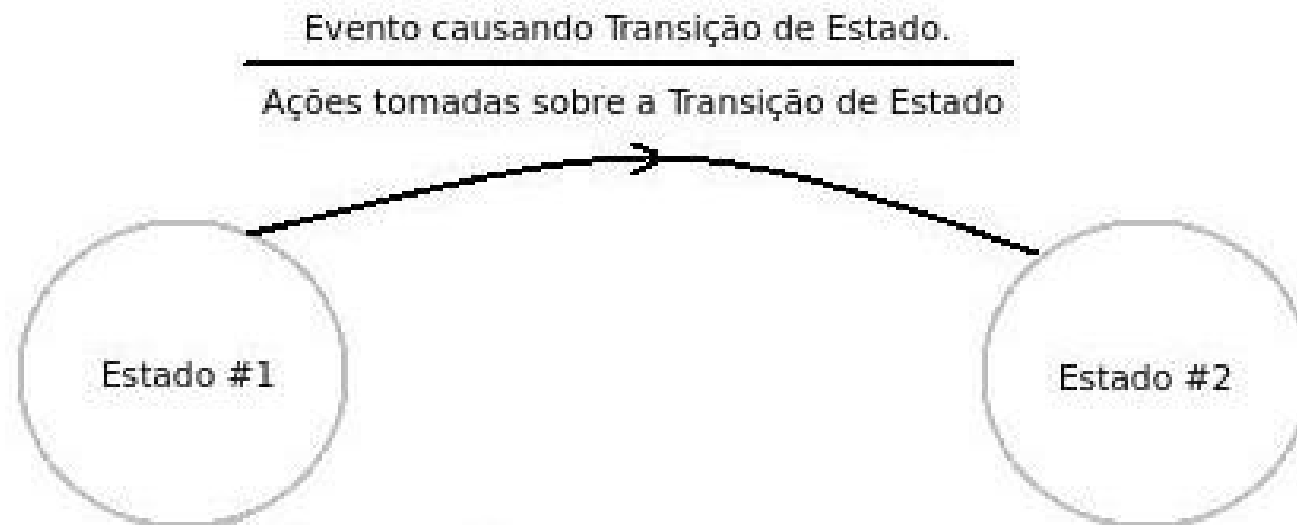 Evento causando Transição de Estado.
Ações tomadas sobre a Transição de Estado
Estado #1
Estado #2